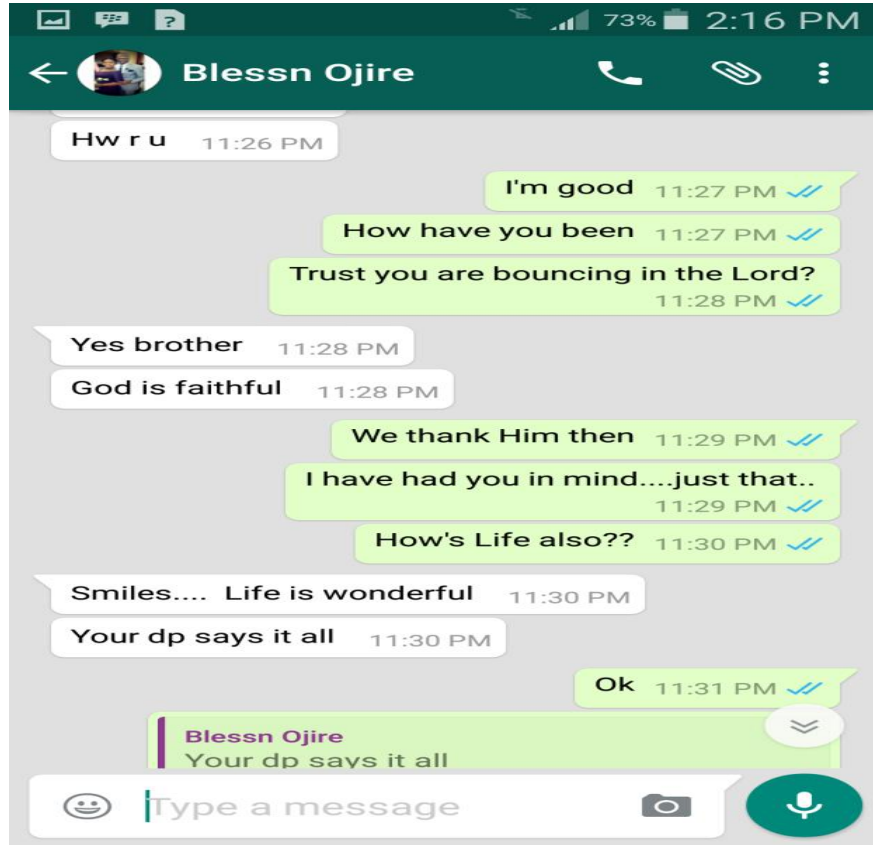 73% 2:16 PM
Blessn Ojire
Hw r u 11:26 PM
I'm good 11:27 PM
How have you been 11:27 PM
Trust you are bouncing in the Lord?
11:28 PM
Yes brother 11:28 PM
God is faithful 11:28 PM
We thank Him then 11:29 PM
I have had you in mind....just that..
11:29 PM
How's Life also?? 11:30 PM
Smiles.... Life is wonderful 11:30 PM
Your dp says it all 11:30 PM
Ok 11:31 PM
Blessn Ojire
Your dp says it all
Type a message